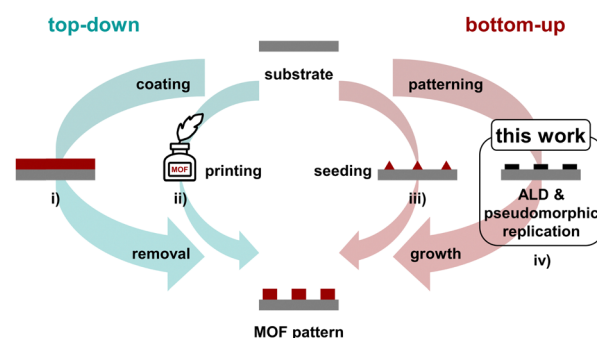 top-down
bottom-up
substrate
coating
patterning
this work
MOF
printing
seeding
i)
ii)
iii)
ALD &
pseudomorphic
replication
iv)
removal
growth
MOF pattern